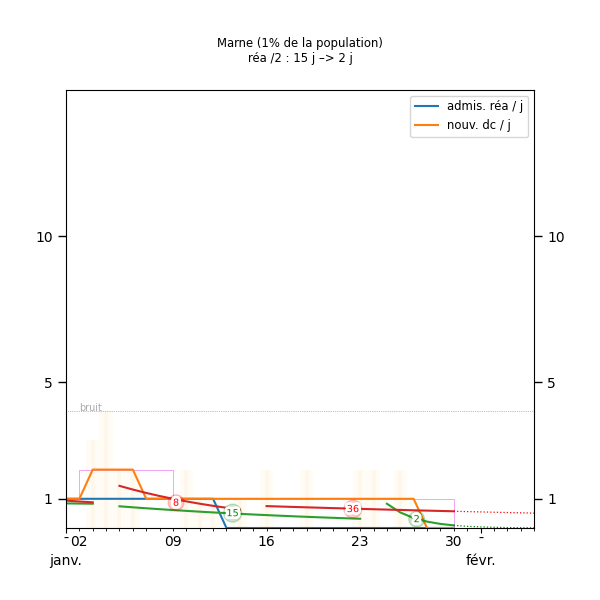 Marne (1% de la population)
réa /2 : 15 j –> 2 j
admis. réa / j
nouv. dc / j
10
10
5
5
bruit
1
1
8
15
36
2
02
09
16
23
30
janv.
févr.